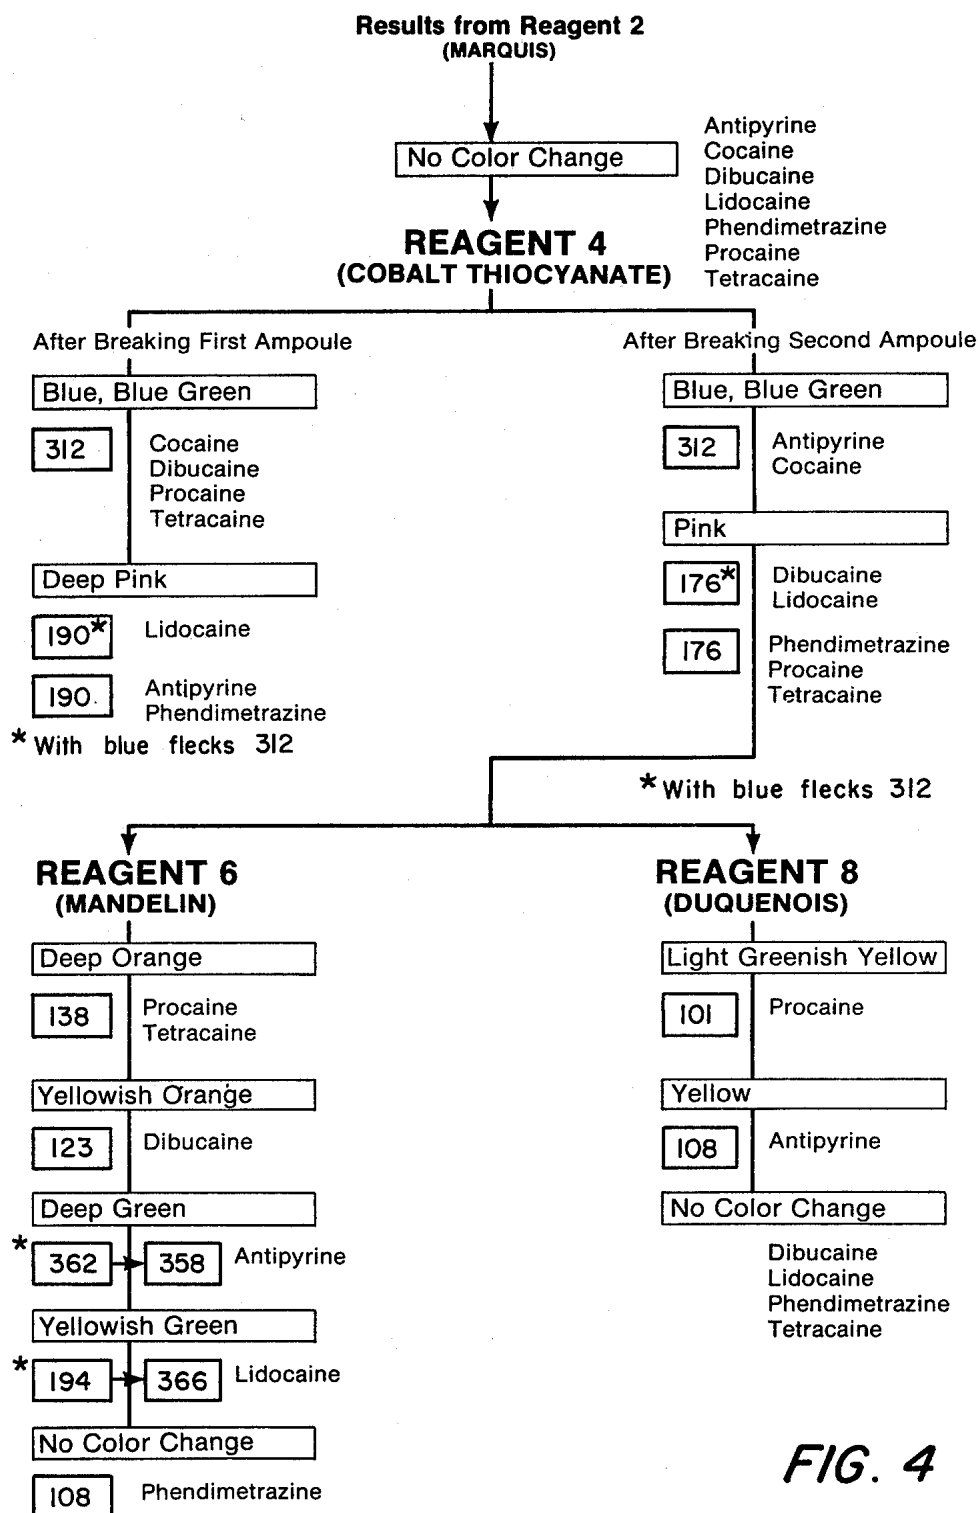 Results from Reagent 2
(MARQUIS)
No Color Change
Antipyrine
Cocaine
Dibucaine
Lidocaine
Phendimetrazine
Procaine
Tetracaine
REAGENT 4
(COBALT THIOCYANATE)
After Breaking First Ampoule
Blue, Blue Green
312
Cocaine
Dibucaine
Procaine
Tetracaine
Deep Pink
190* Lidocaine
190 Antipyrine
Phendimetrazine
* With blue flecks 312
After Breaking Second Ampoule
Blue, Blue Green
312 Antipyrine
Cocaine
Pink
176* Dibucaine
Lidocaine
176 Phendimetrazine
Procaine
Tetracaine
* With blue flecks 312
REAGENT 6
(MANDELIN)
Deep Orange
138 Procaine
Tetracaine
Yellowish Orange
123 Dibucaine
Deep Green
* 362 358 Antipyrine
Yellowish Green
* 194 366 Lidocaine
No Color Change
108 Phendimetrazine
REAGENT 8
(DUQUENOIS)
Light Greenish Yellow
101 Procaine
Yellow
108 Antipyrine
No Color Change
Dibucaine
Lidocaine
Phendimetrazine
Tetracaine
FIG. 4